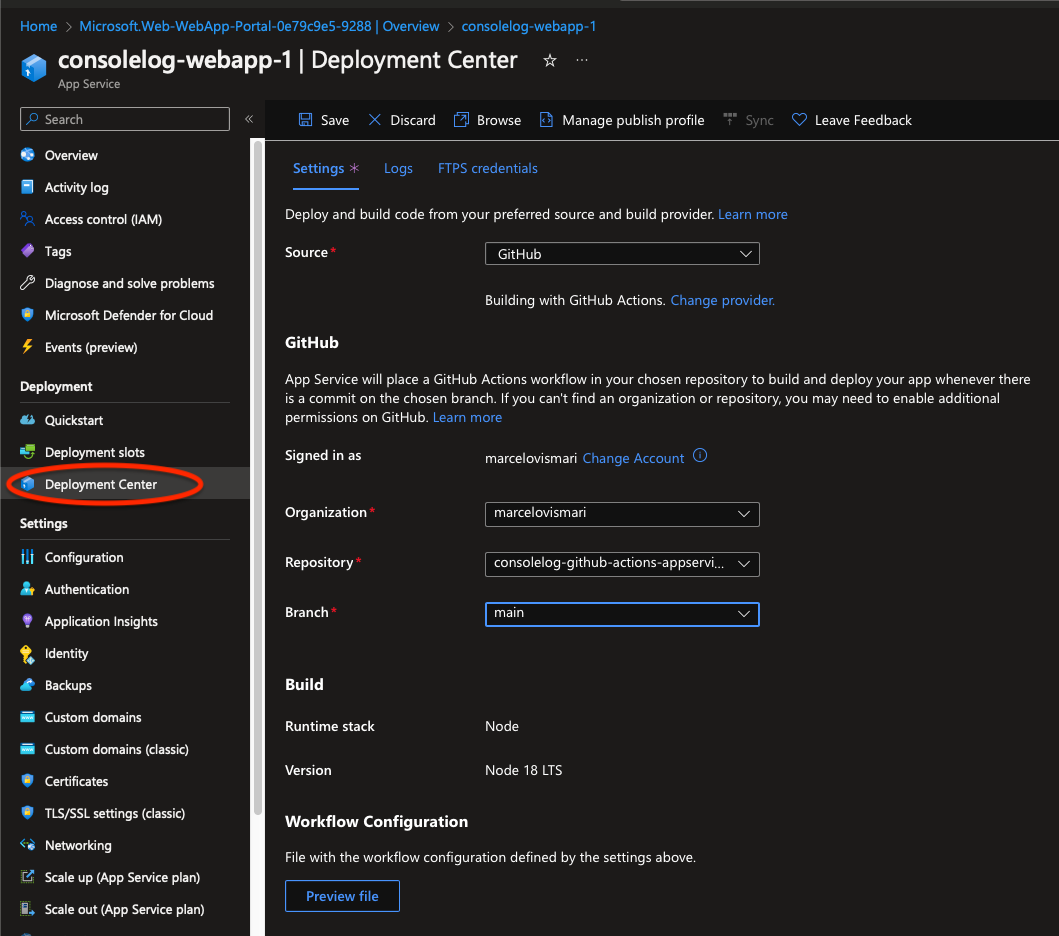 Home > Microsoft.Web-WebApp-Portal-0e79c9e5-9288 | Overview > consolelog-webapp-1
consolelog-webapp-1 | Deployment Center ☆ ...
App Service
Search «
Overview
Activity log
Access control (IAM)
Tags
Diagnose and solve problems
Microsoft Defender for Cloud
Events (preview)
Deployment
Quickstart
Deployment slots
Deployment Center
Settings
Configuration
Authentication
Application Insights
Identity
Backups
Custom domains
Custom domains (classic)
Certificates
TLS/SSL settings (classic)
Networking
Scale up (App Service plan)
Scale out (App Service plan)
Save Discard Browse Manage publish profile Sync Leave Feedback
Settings * Logs FTPS credentials
Deploy and build code from your preferred source and build provider. Learn more
Source* GitHub
Building with GitHub Actions. Change provider.
GitHub
App Service will place a GitHub Actions workflow in your chosen repository to build and deploy your app whenever there
is a commit on the chosen branch. If you can't find an organization or repository, you may need to enable additional
permissions on GitHub. Learn more
Signed in as marcelovismari Change Account
Organization* marcelovismari
Repository* consolelog-github-actions-appservi...
Branch* main
Build
Runtime stack Node
Version Node 18 LTS
Workflow Configuration
File with the workflow configuration defined by the settings above.
Preview file